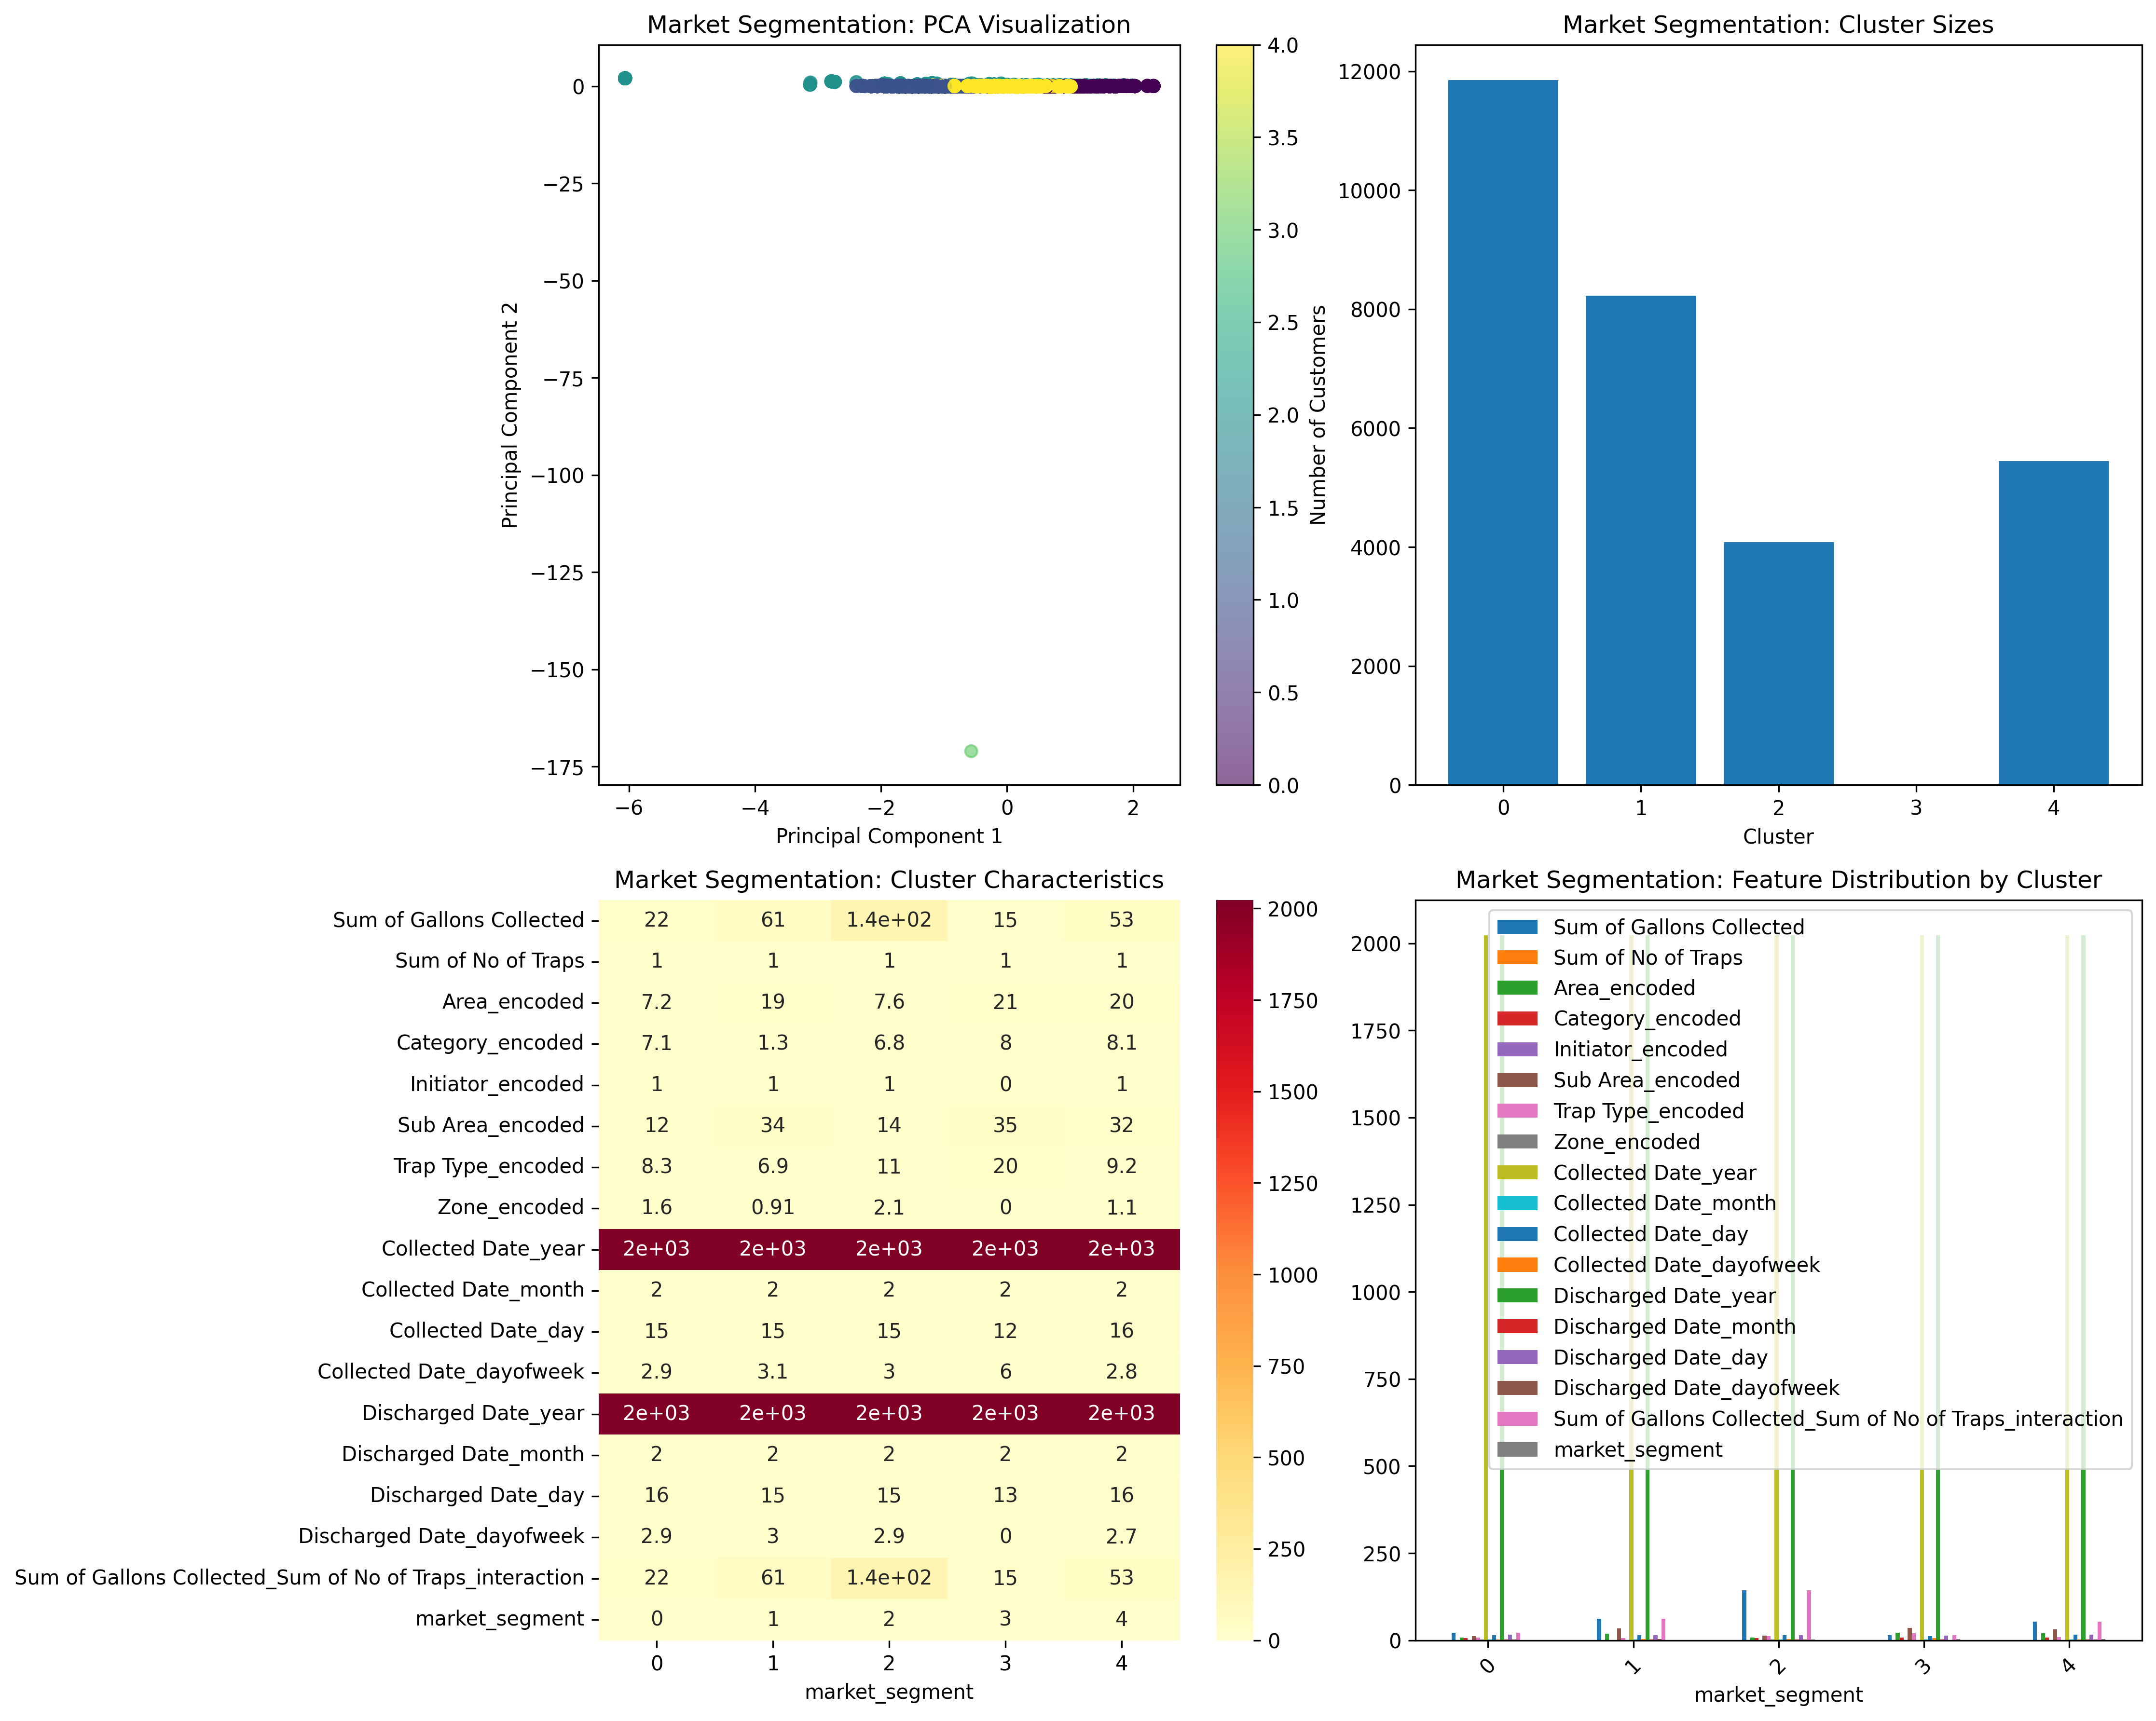 Market Segmentation: PCA Visualization
0
−25
−50
−75
−100
−125
−150
−175
Principal Component 2
−6
−4
−2
0
2
Principal Component 1
4.0
3.5
3.0
2.5
2.0
1.5
1.0
0.5
0.0
Market Segmentation: Cluster Sizes
12000
10000
8000
6000
4000
2000
0
Number of Customers
0
1
2
3
4
Cluster
Market Segmentation: Cluster Characteristics
Sum of Gallons Collected 22 61 1.4e+02 15 53
Sum of No of Traps 1 1 1 1 1
Area_encoded 7.2 19 7.6 21 20
Category_encoded 7.1 1.3 6.8 8 8.1
Initiator_encoded 1 1 1 0 1
Sub Area_encoded 12 34 14 35 32
Trap Type_encoded 8.3 6.9 11 20 9.2
Zone_encoded 1.6 0.91 2.1 0 1.1
Collected Date_year 2e+03 2e+03 2e+03 2e+03 2e+03
Collected Date_month 2 2 2 2 2
Collected Date_day 15 15 15 12 16
Collected Date_dayofweek 2.9 3.1 3 6 2.8
Discharged Date_year 2e+03 2e+03 2e+03 2e+03 2e+03
Discharged Date_month 2 2 2 2 2
Discharged Date_day 16 15 15 13 16
Discharged Date_dayofweek 2.9 3 2.9 0 2.7
Sum of Gallons Collected_Sum of No of Traps_interaction 22 61 1.4e+02 15 53
market_segment 0 1 2 3 4
0 1 2 3 4
market_segment
2000
1750
1500
1250
1000
750
500
250
0
Market Segmentation: Feature Distribution by Cluster
2000
1750
1500
1250
1000
750
500
250
0
Sum of Gallons Collected
Sum of No of Traps
Area_encoded
Category_encoded
Initiator_encoded
Sub Area_encoded
Trap Type_encoded
Zone_encoded
Collected Date_year
Collected Date_month
Collected Date_day
Collected Date_dayofweek
Discharged Date_year
Discharged Date_month
Discharged Date_day
Discharged Date_dayofweek
Sum of Gallons Collected_Sum of No of Traps_interaction
market_segment
0
1
2
3
4
market_segment